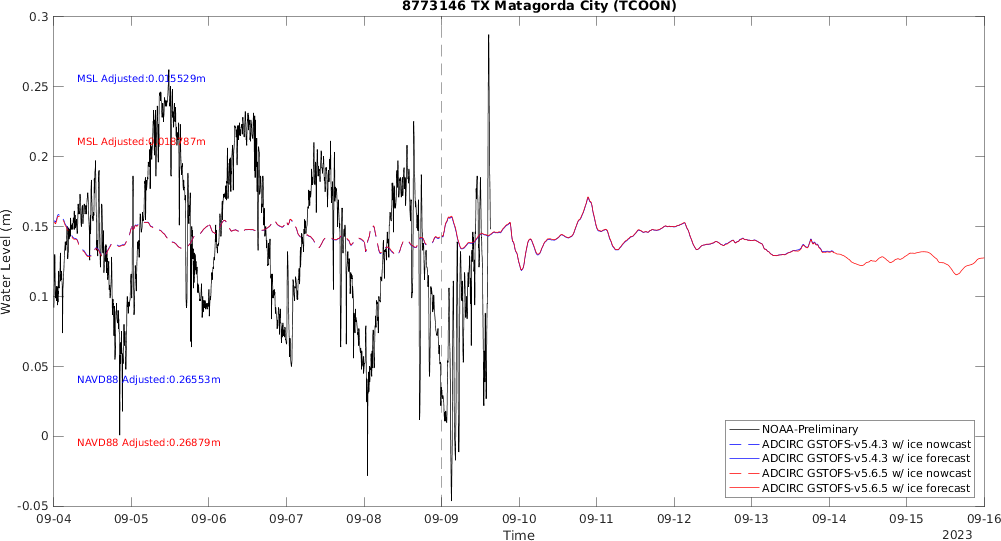 8773146 TX Matagorda City (TCOON)
0.3
0.25
0.2
0.15
0.1
0.05
0
-0.05
Water Level (m)
MSL Adjusted:0.015529m
MSL Adjusted:0.018787m
NAVD88 Adjusted:0.26553m
NAVD88 Adjusted:0.26879m
NOAA-Preliminary
ADCIRC GSTOFS-v5.4.3 w/ ice nowcast
ADCIRC GSTOFS-v5.4.3 w/ ice forecast
ADCIRC GSTOFS-v5.6.5 w/ ice nowcast
ADCIRC GSTOFS-v5.6.5 w/ ice forecast
09-04 09-05 09-06 09-07 09-08 09-09 09-10 09-11 09-12 09-13 09-14 09-15 09-16
Time
2023